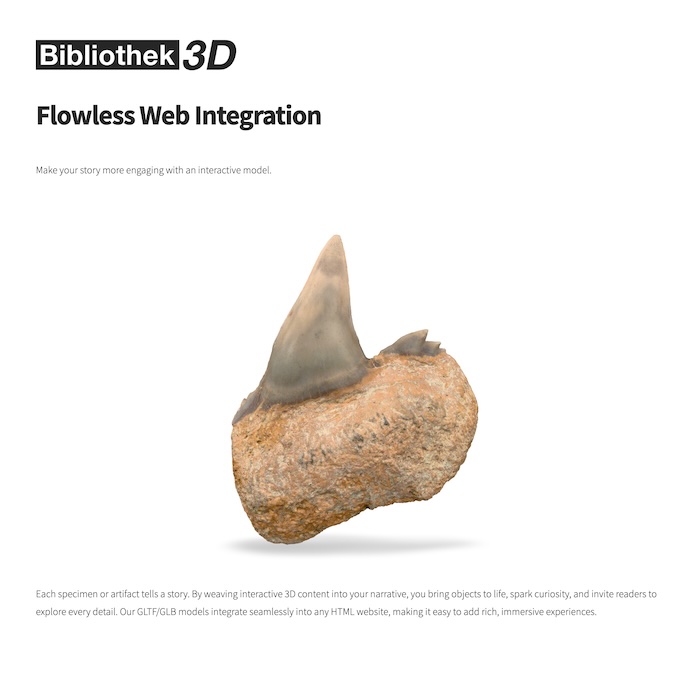 Bibliothek 3D
Flowless Web Integration
Make your story more engaging with an interactive model.
Each specimen or artifact tells a story. By weaving interactive 3D content into your narrative, you bring objects to life, spark curiosity, and invite readers to
explore every detail. Our GLTF/GLB models integrate seamlessly into any HTML website, making it easy to add rich, immersive experiences.